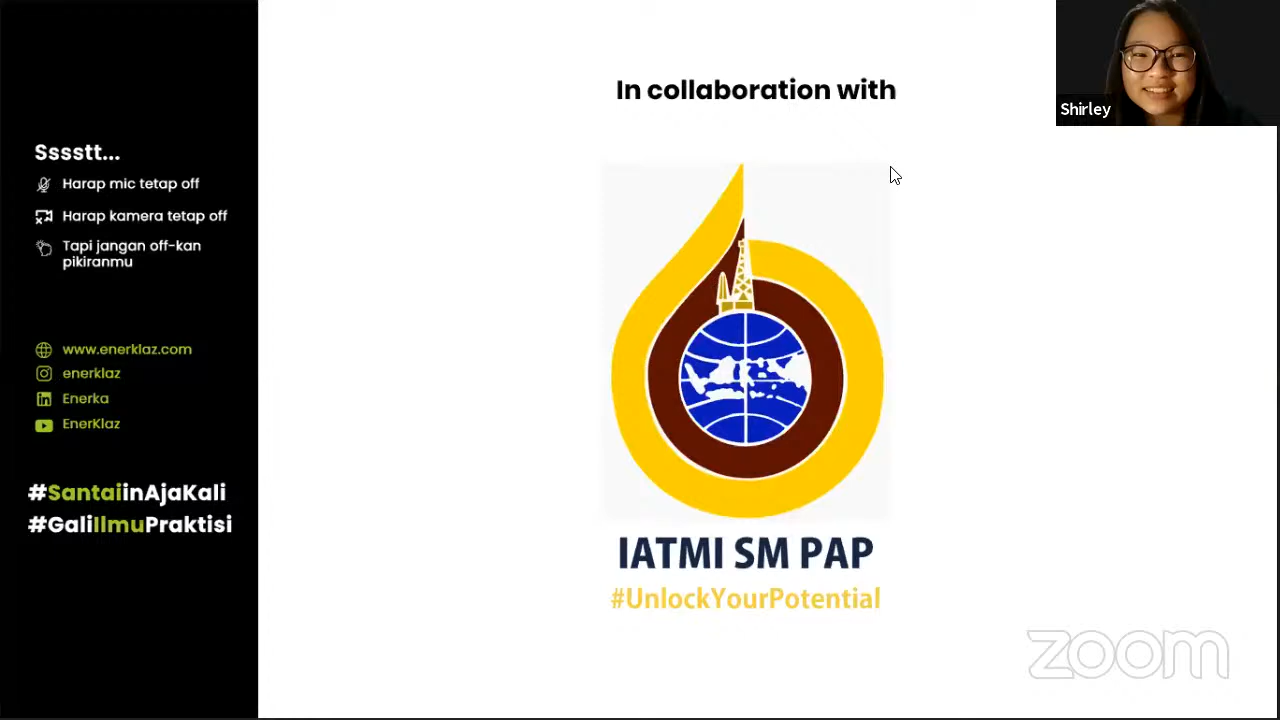 In collaboration with
Shirley
Sssstt...
Harap mic tetap off
Harap kamera tetap off
Tapi jangan off-kan
pikiranmu
www.enerklaz.com
enerklaz
Enerka
EnerKlaz
#SantaiinAjaKali
#GaliIlmuPraktisi
IATMI SM PAP
#UnlockYourPotential
zoom